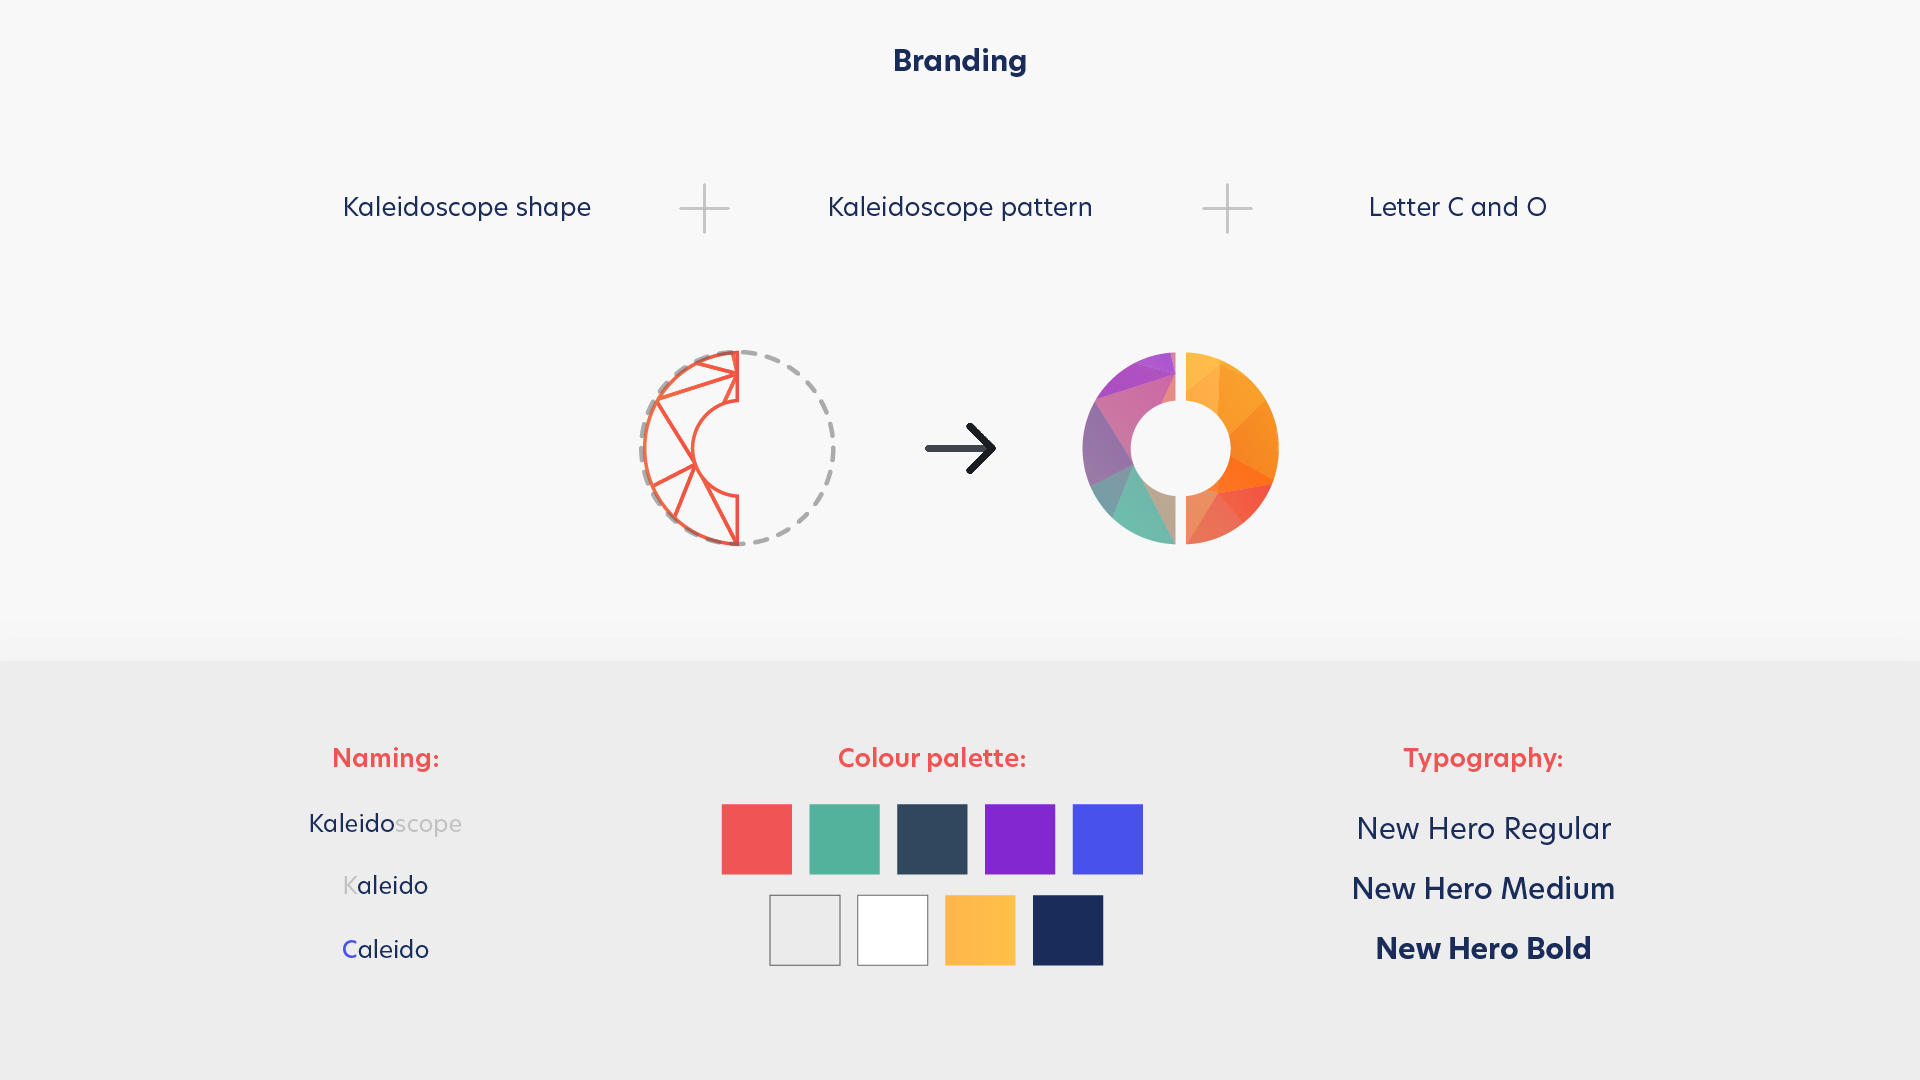 Branding
Kaleidoscope shape
Kaleidoscope pattern
Letter C and O
Naming:
Kaleidoscope
Kaleido
Caleido
Colour palette:
Typography:
New Hero Regular
New Hero Medium
New Hero Bold